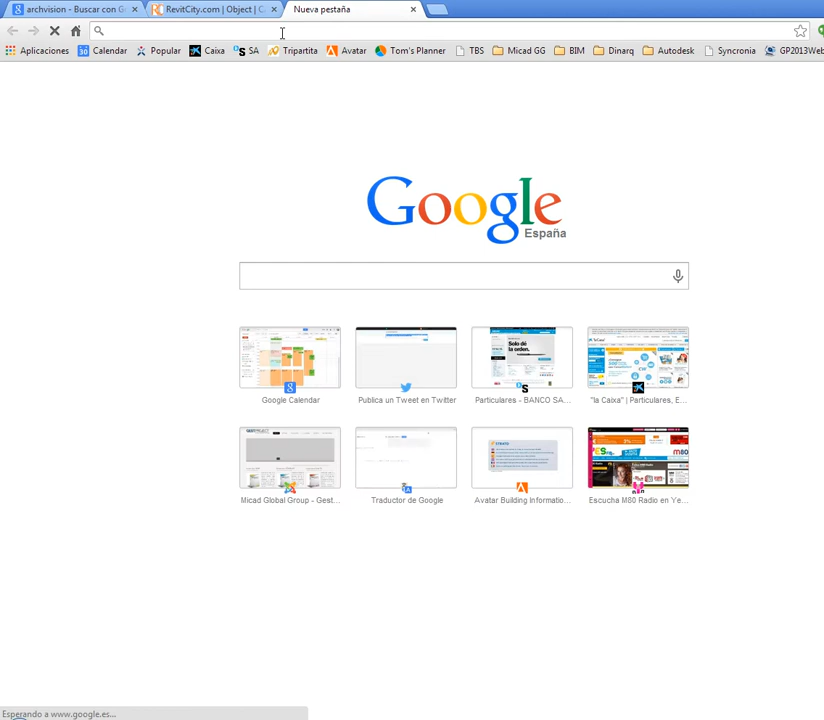 archvision - Buscar con G
RevitCity.com | Object | C
Nueva pestaña
Aplicaciones
30 Calendar
Popular
Caixa
SA
Tripartita
Avatar
Tom's Planner
TBS
Micad GG
BIM
Dinarq
Autodesk
Syncronia
GP2013Web
Google
España
Google Calendar
Publica un Tweet en Twitter
Particulares - BANCO SA...
"la Caixa" | Particulares, E...
Micad Global Group - Gest...
Traductor de Google
Avatar Building Informatio...
Escucha M80 Radio en Ye...
Esperando a www.google.es...